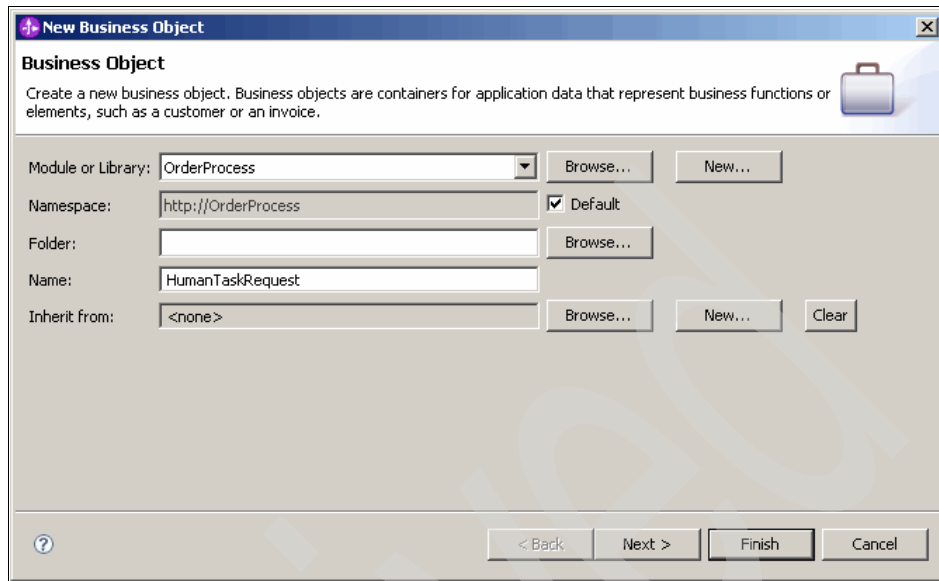 New Business Object
Business Object
Create a new business object. Business objects are containers for application data that represent business functions or
elements, such as a customer or an invoice.
Module or Library: OrderProcess Browse... New...
Namespace: http://OrderProcess Default
Folder: Browse...
Name: HumanTaskRequest
Inherit from: <none> Browse... New... Clear
? < Back Next > Finish Cancel